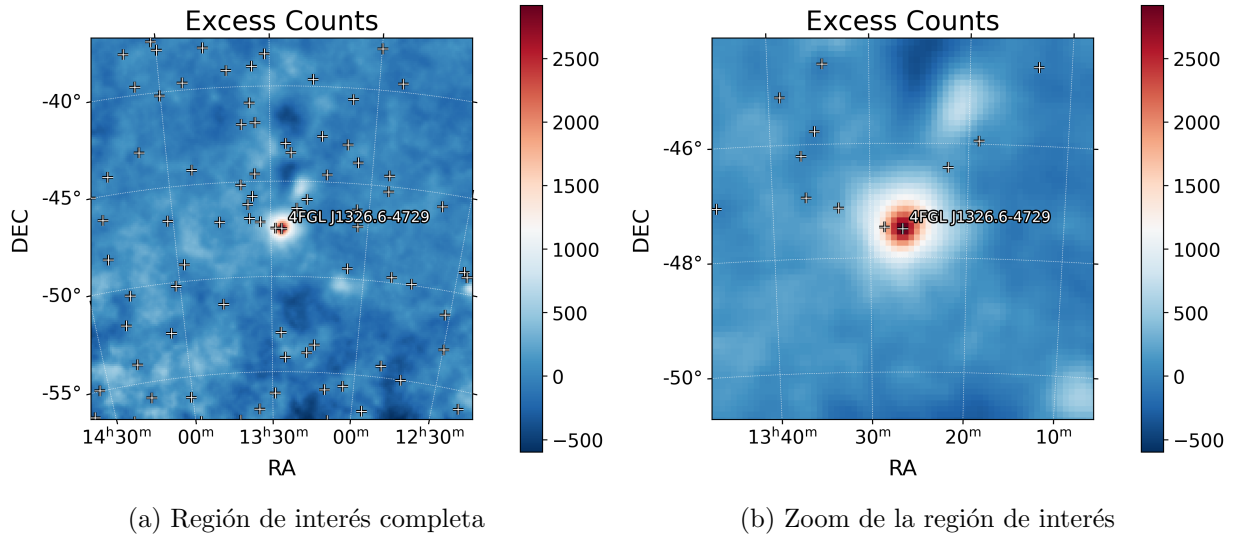 Excess Counts
DEC
-40°
-45°
-50°
-55°
4FGL J1326.6-4729
14ʰ30ᵐ 00ᵐ 13ʰ30ᵐ 00ᵐ 12ʰ30ᵐ
RA
2500
2000
1500
1000
500
0
−500
(a) Región de interés completa
Excess Counts
DEC
-46°
-48°
-50°
4FGL J1326.6-4729
13ʰ40ᵐ 30ᵐ 20ᵐ 10ᵐ
RA
2500
2000
1500
1000
500
0
−500
(b) Zoom de la región de interés